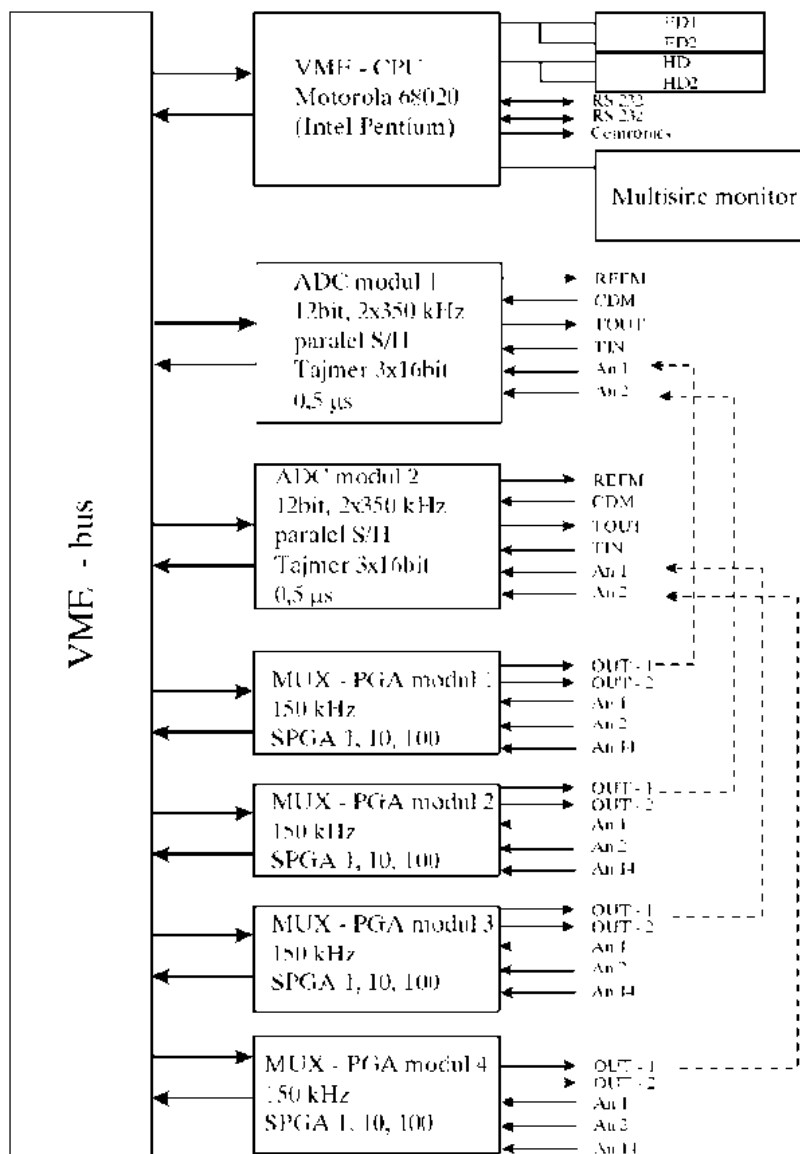 VME - bus
VME - CPU
Motorola 68020
(Intel Pentium)
FD1
FD2
HD
HD2
RS 232
RS 232
Centronics
Multisinc monitor
ADC modul 1
12bit, 2x350 kHz
paralel S/H
Tajmer 3x16bit
0,5 µs
REFM
CDM
TOUT
TIN
An 1
An 2
ADC modul 2
12bit, 2x350 kHz
paralel S/H
Tajmer 3x16bit
0,5 µs
REFM
CDM
TOUT
TIN
An 1
An 2
MUX - PGA modul 1
150 kHz
SPGA 1, 10, 100
OUT - 1
OUT - 2
An 1
An 2
An 14
MUX - PGA modul 2
150 kHz
SPGA 1, 10, 100
OUT - 1
OUT - 2
An 1
An 2
An 14
MUX - PGA modul 3
150 kHz
SPGA 1, 10, 100
OUT - 1
OUT - 2
An 1
An 2
An 14
MUX - PGA modul 4
150 kHz
SPGA 1, 10, 100
OUT - 1
OUT - 2
An 1
An 2
An 14